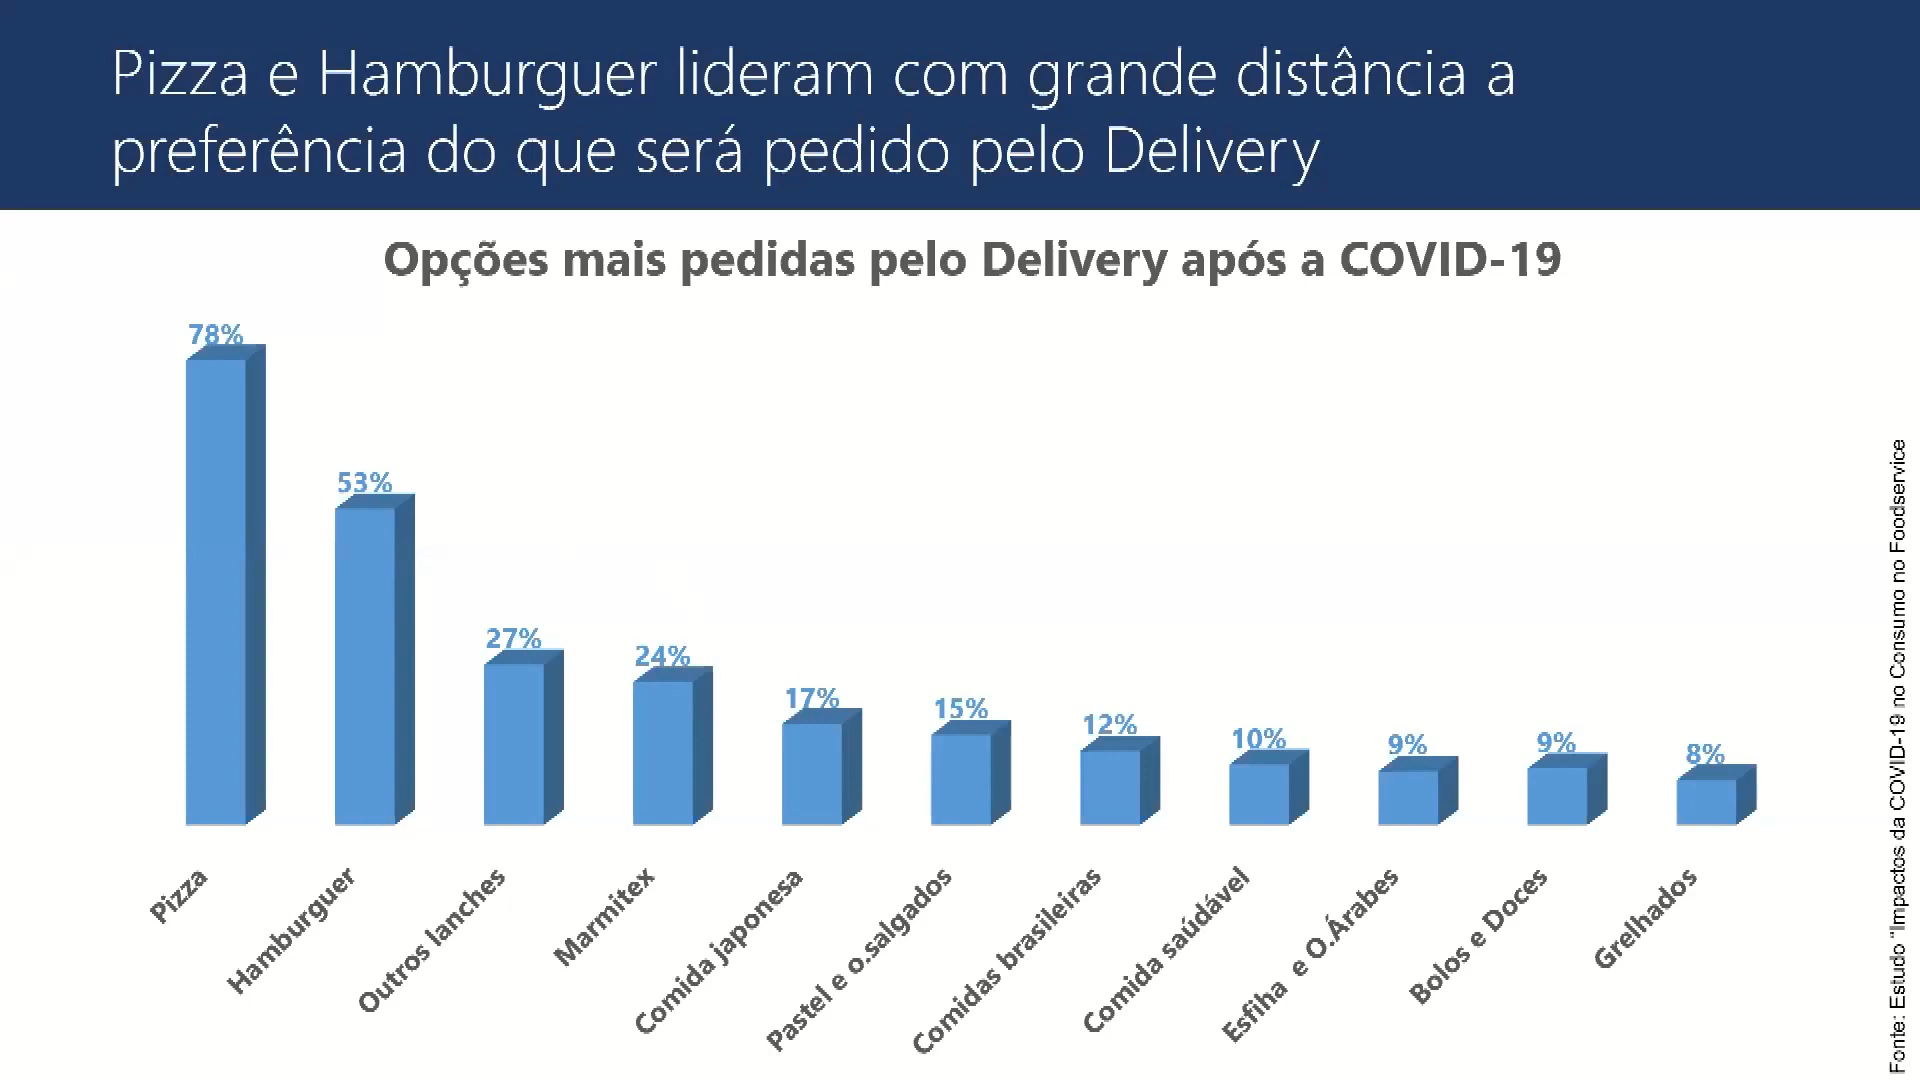 Pizza e Hamburguer lideram com grande distância a
preferência do que será pedido pelo Delivery
Opções mais pedidas pelo Delivery após a COVID-19
78%
53%
27%
24%
17%
15%
12%
10%
9%
9%
8%
Pizza
Hamburguer
Outros lanches
Marmitex
Comida japonesa
Pastel e o.salgados
Comidas brasileiras
Comida saúdável
Esfiha e O.Árabes
Bolos e Doces
Grelhados
Fonte: Estudo "Impactos da COVID-19 no Consumo no Foodservice